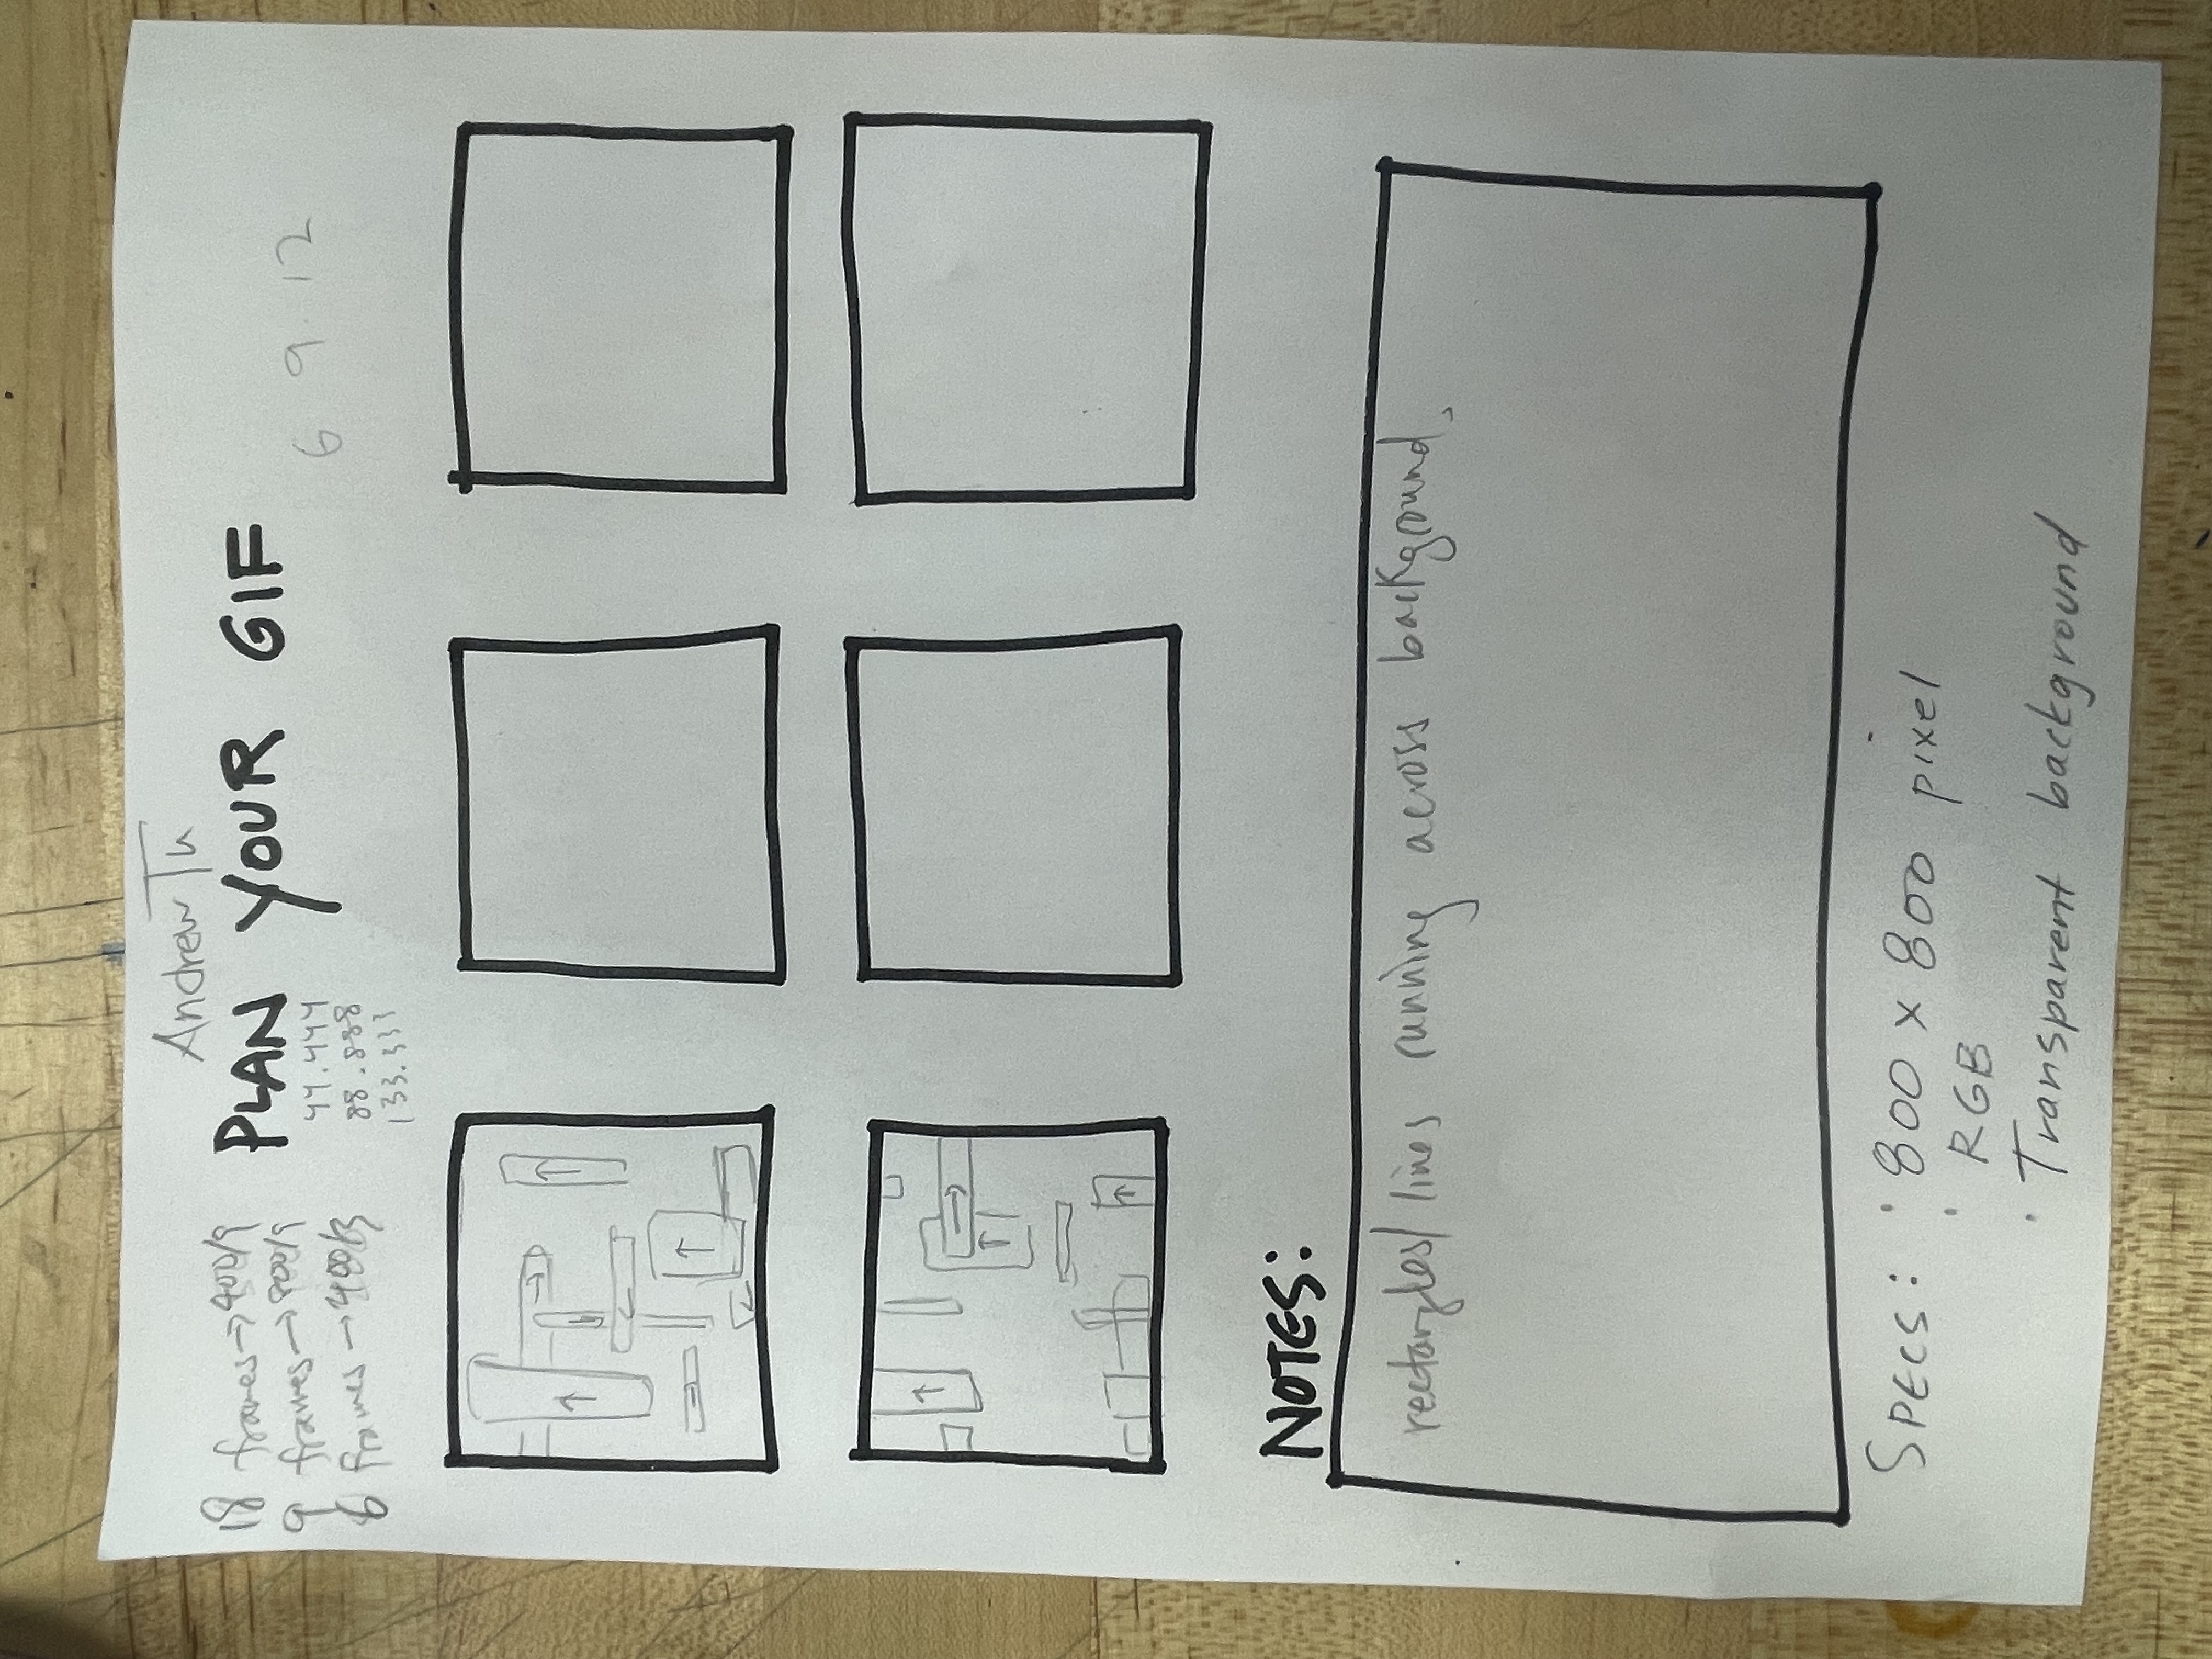 Andrew Tu
18 frames → 400/9
9 frames → 800/9
6 frames → 400/3
PLAN YOUR GIF
44.444
88.888
133.333
6 9 12
NOTES:
rectangles/lines running across background.
SPECS: · 800 x 800 pixel
· RGB
· Transparent background